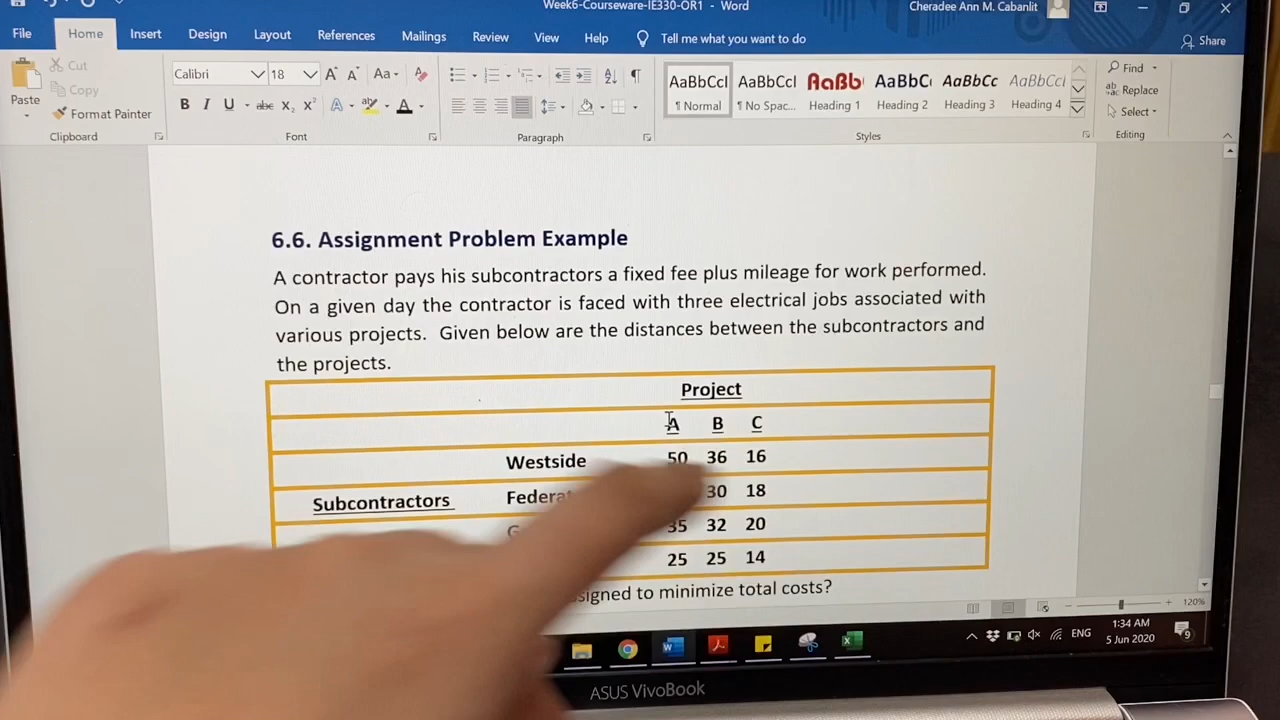 Week6-Courseware-IE330-OR1 - Word
Cheradee Ann M. Cabanlit
File Home Insert Design Layout References Mailings Review View Help Tell me what you want to do
Share
Cut
Copy
Paste
Format Painter
Clipboard
Calibri 18
Font
Paragraph
AaBbCcI AaBbCcI AaBb AaBbC AaBbCc AaBbCcI
¶ Normal ¶ No Spac... Heading 1 Heading 2 Heading 3 Heading 4
Styles
Find
Replace
Select
Editing
6.6. Assignment Problem Example
A contractor pays his subcontractors a fixed fee plus mileage for work performed.
On a given day the contractor is faced with three electrical jobs associated with
various projects. Given below are the distances between the subcontractors and
the projects.
Project
A B C
Westside 50 36 16
Subcontractors 30 18
35 32 20
25 25 14
to minimize total costs?
120%
ENG
1:34 AM
5 Jun 2020
9
ASUS VivoBook